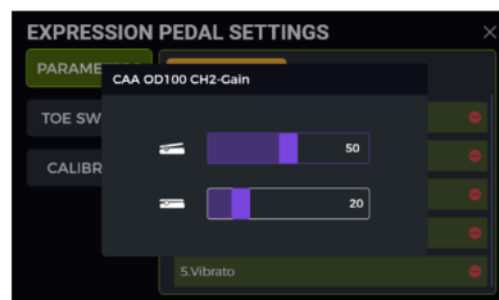 EXPRESSION PEDAL SETTINGS
CAA OD100 CH2-Gain
TOE SW
50
CALIBR
20
5.Vibrato